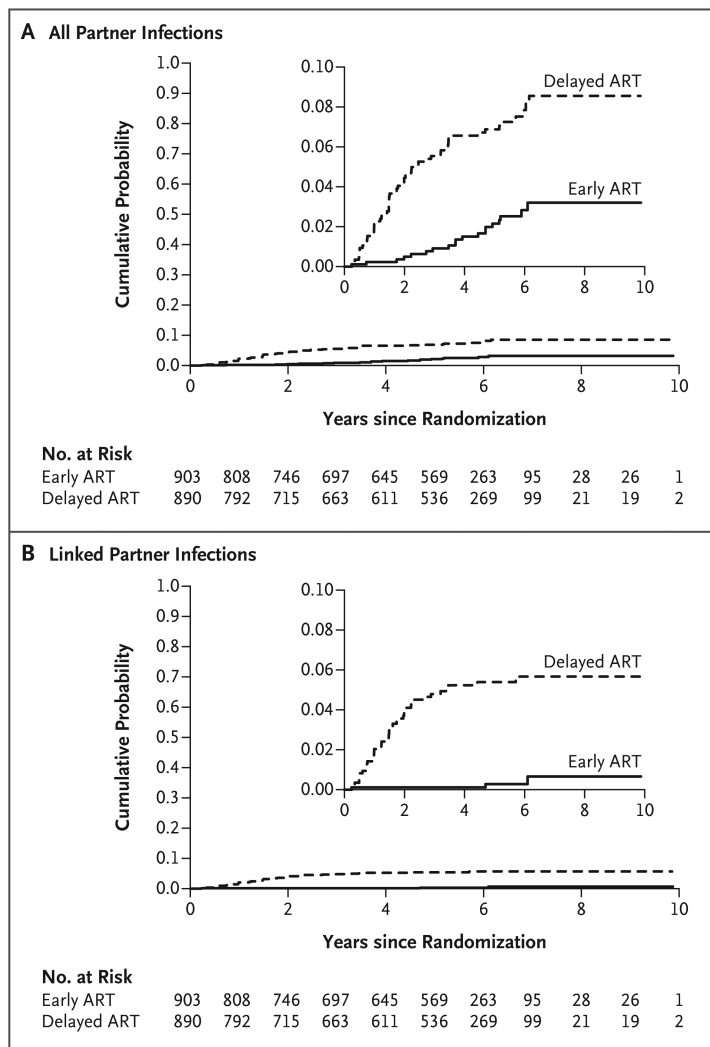 A All Partner Infections
Cumulative Probability
1.0
0.9
0.8
0.7
0.6
0.5
0.4
0.3
0.2
0.1
0.0
0 2 4 6 8 10
0.10
0.08
0.06
0.04
0.02
0.00
0 2 4 6 8 10
Delayed ART
Early ART
Years since Randomization
No. at Risk
Early ART 903 808 746 697 645 569 263 95 28 26 1
Delayed ART 890 792 715 663 611 536 269 99 21 19 2
B Linked Partner Infections
Cumulative Probability
1.0
0.9
0.8
0.7
0.6
0.5
0.4
0.3
0.2
0.1
0.0
0 2 4 6 8 10
0.10
0.08
0.06
0.04
0.02
0.00
0 2 4 6 8 10
Delayed ART
Early ART
Years since Randomization
No. at Risk
Early ART 903 808 746 697 645 569 263 95 28 26 1
Delayed ART 890 792 715 663 611 536 269 99 21 19 2